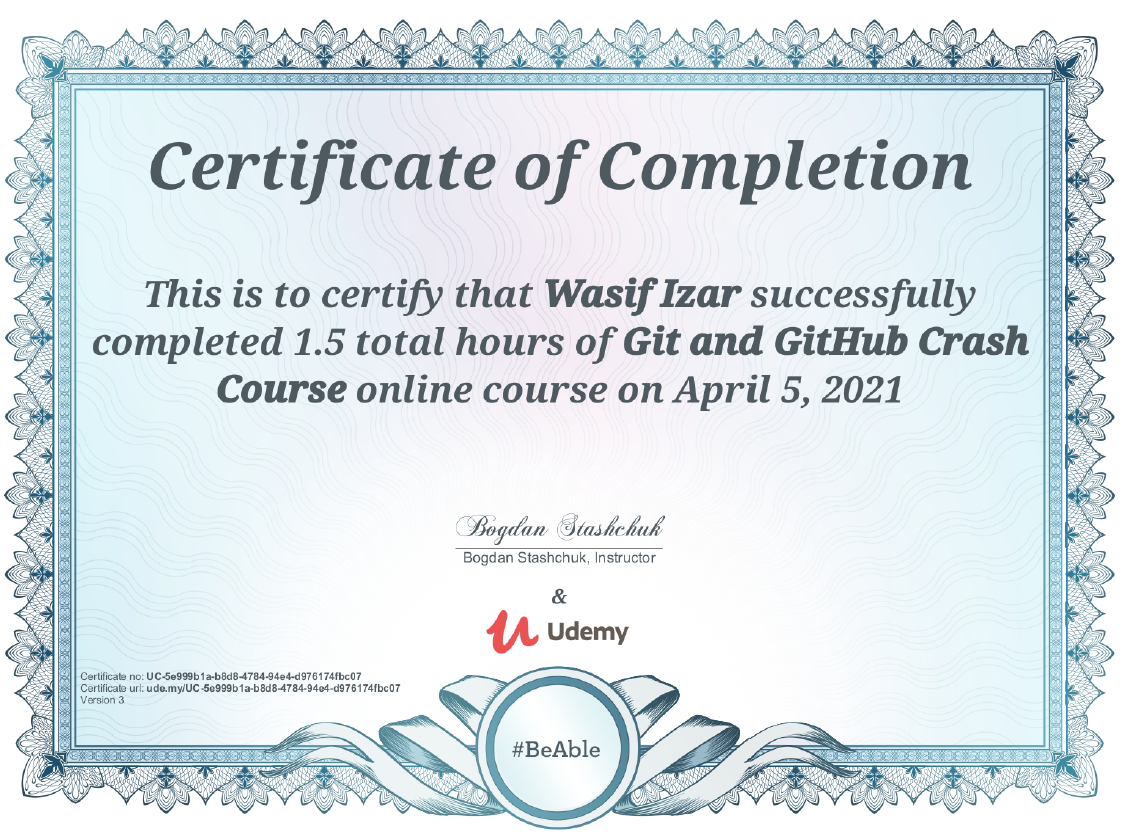 Certificate of Completion
This is to certify that Wasif Izar successfully
completed 1.5 total hours of Git and GitHub Crash
Course online course on April 5, 2021
Bogdan Stashchuk
Bogdan Stashchuk, Instructor
&
Udemy
Certificate no: UC-5e999b1a-b8d8-4784-94e4-d976174fbc07
Certificate url: ude.my/UC-5e999b1a-b8d8-4784-94e4-d976174fbc07
Version 3
#BeAble